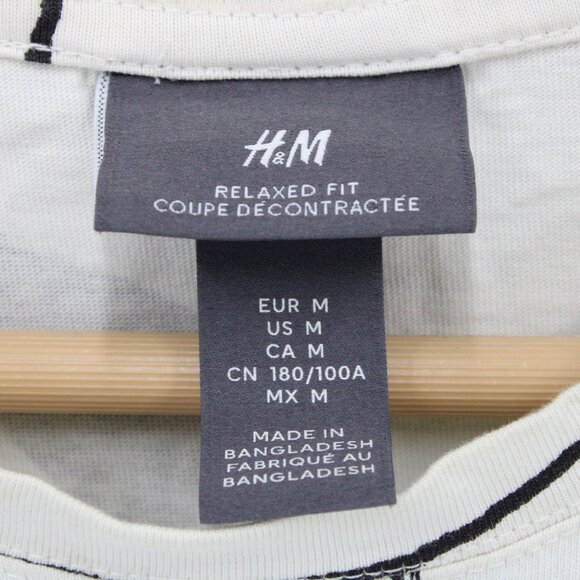 H&M
RELAXED FIT
COUPE DÉCONTRACTÉE
EUR M
US M
CA M
CN 180/100A
MX M
MADE IN
BANGLADESH
FABRIQUÉ AU
BANGLADESH